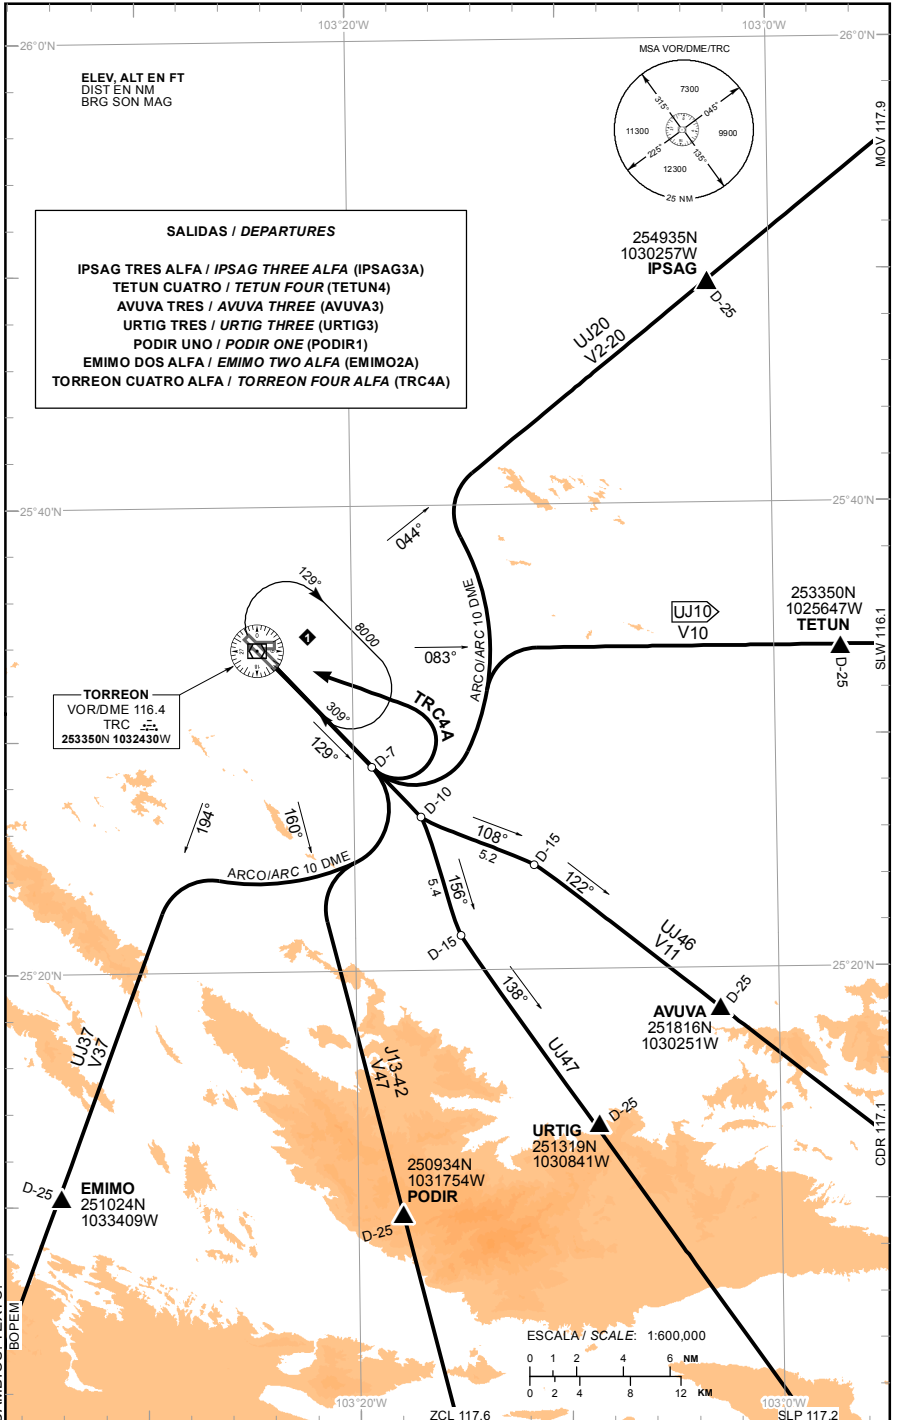 103°20'W
103°0'W
26°0'N
26°0'N
ELEV, ALT EN FT
DIST EN NM
BRG SON MAG
MSA VOR/DME/TRC
7300
315°
045°
11300
9900
225°
135°
12300
25 NM
MOV 117.9
SALIDAS / DEPARTURES
IPSAG TRES ALFA / IPSAG THREE ALFA (IPSAG3A)
TETUN CUATRO / TETUN FOUR (TETUN4)
AVUVA TRES / AVUVA THREE (AVUVA3)
URTIG TRES / URTIG THREE (URTIG3)
PODIR UNO / PODIR ONE (PODIR1)
EMIMO DOS ALFA / EMIMO TWO ALFA (EMIMO2A)
TORREON CUATRO ALFA / TORREON FOUR ALFA (TRC4A)
254935N
1030257W
IPSAG
D-25
UJ20
V2-20
25°40'N
25°40'N
044°
129°
8000
1
309°
ARCO/ARC 10 DME
083°
UJ10
V10
253350N
1025647W
TETUN
D-25
SLW 116.1
TORREON
VOR/DME 116.4
TRC
253350N 1032430W
TRC4A
129°
D-7
D-10
194°
160°
ARCO/ARC 10 DME
108°
5.2
D-15
122°
5.4
156°
D-15
138°
UJ46
V11
25°20'N
25°20'N
D-25
AVUVA
251816N
1030251W
UJ37
V37
J13-42
V47
UJ47
D-25
URTIG
251319N
1030841W
CDR 117.1
D-25
EMIMO
251024N
1033409W
250934N
1031754W
PODIR
D-25
BOPEM
ESCALA / SCALE: 1:600,000
0 1 2 4 6 NM
0 2 4 8 12 KM
103°20'W
103°0'W
ZCL 117.6
SLP 117.2